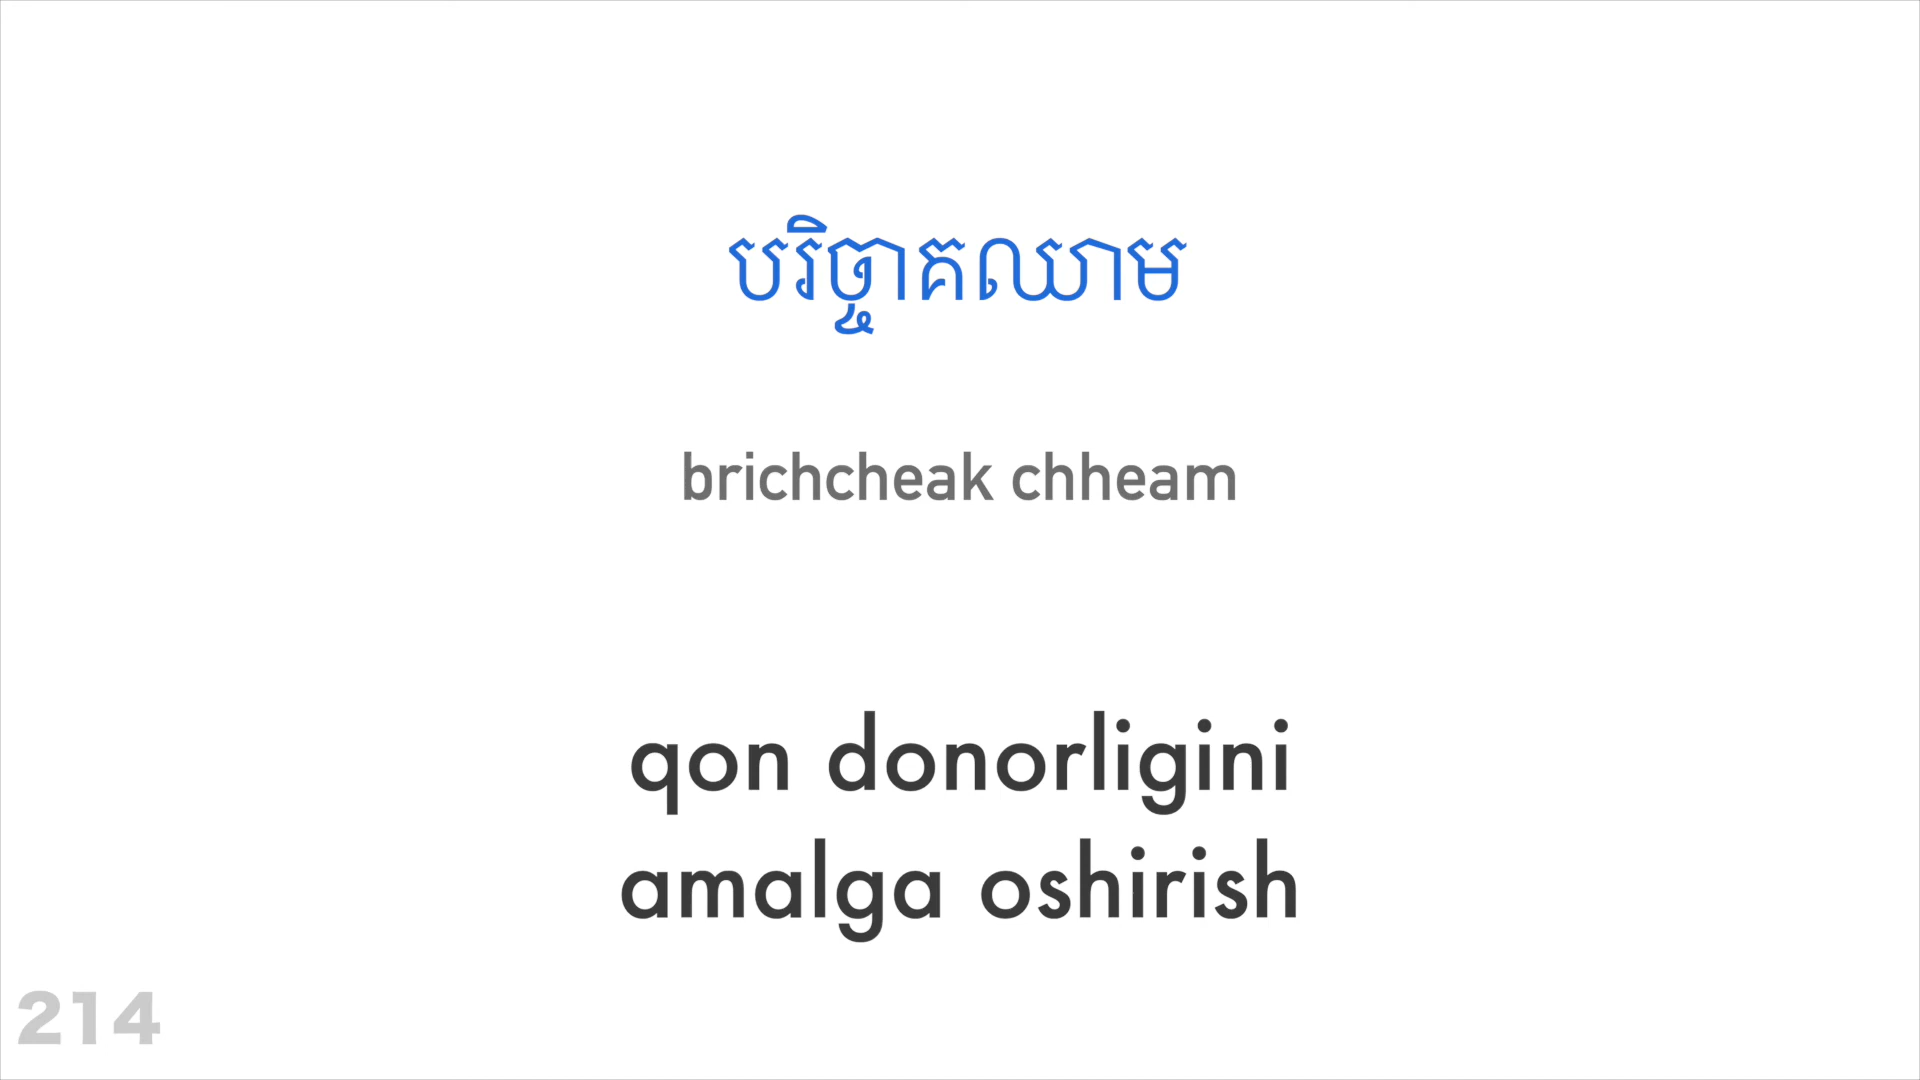 បរិច្ចាគឈាម
brichcheak chheam
qon donorligini
amalga oshirish
214